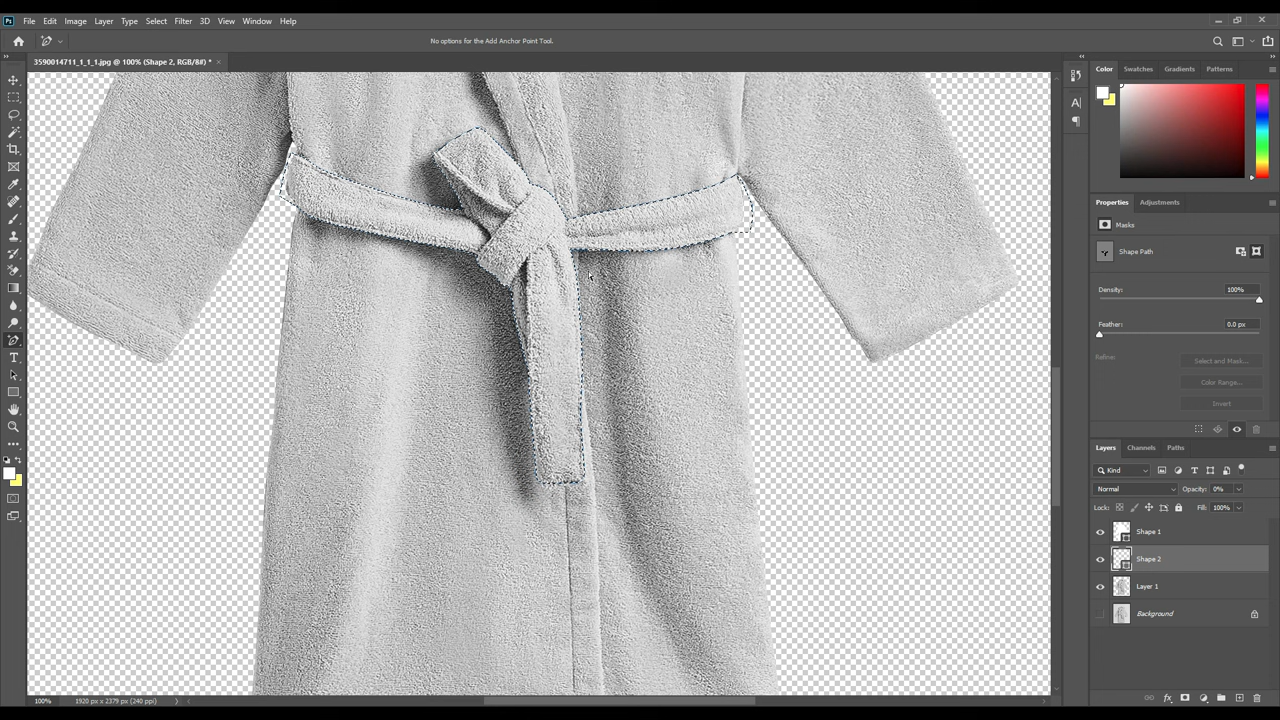 Ps File Edit Image Layer Type Select Filter 3D View Window Help
No options for the Add Anchor Point Tool.
3590014711_1_1_1.jpg @ 100% (Shape 2, RGB/8#) *
Color Swatches Gradients Patterns
Properties Adjustments
Masks
Shape Path
Density: 100%
Feather: 0.0 px
Refine: Select and Mask...
Color Range...
Invert
Layers Channels Paths
Kind
Normal Opacity: 0%
Lock: Fill: 100%
Shape 1
Shape 2
Layer 1
Background
100% 1920 px x 2379 px (240 ppi)